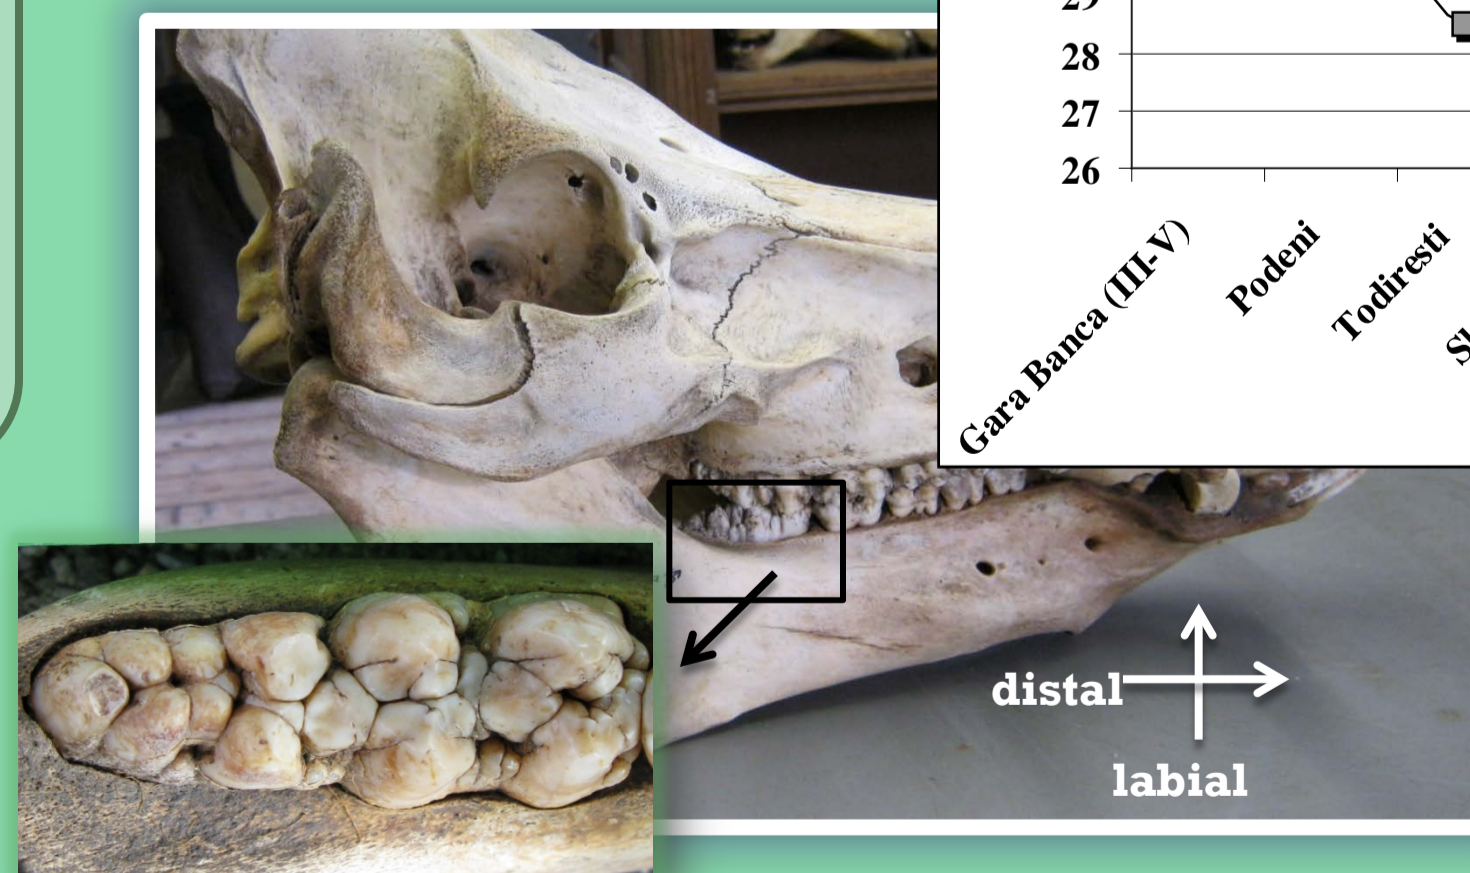 28
27
26
Gara Banca (III-V)
Podeni
Todiresti
distal
labial